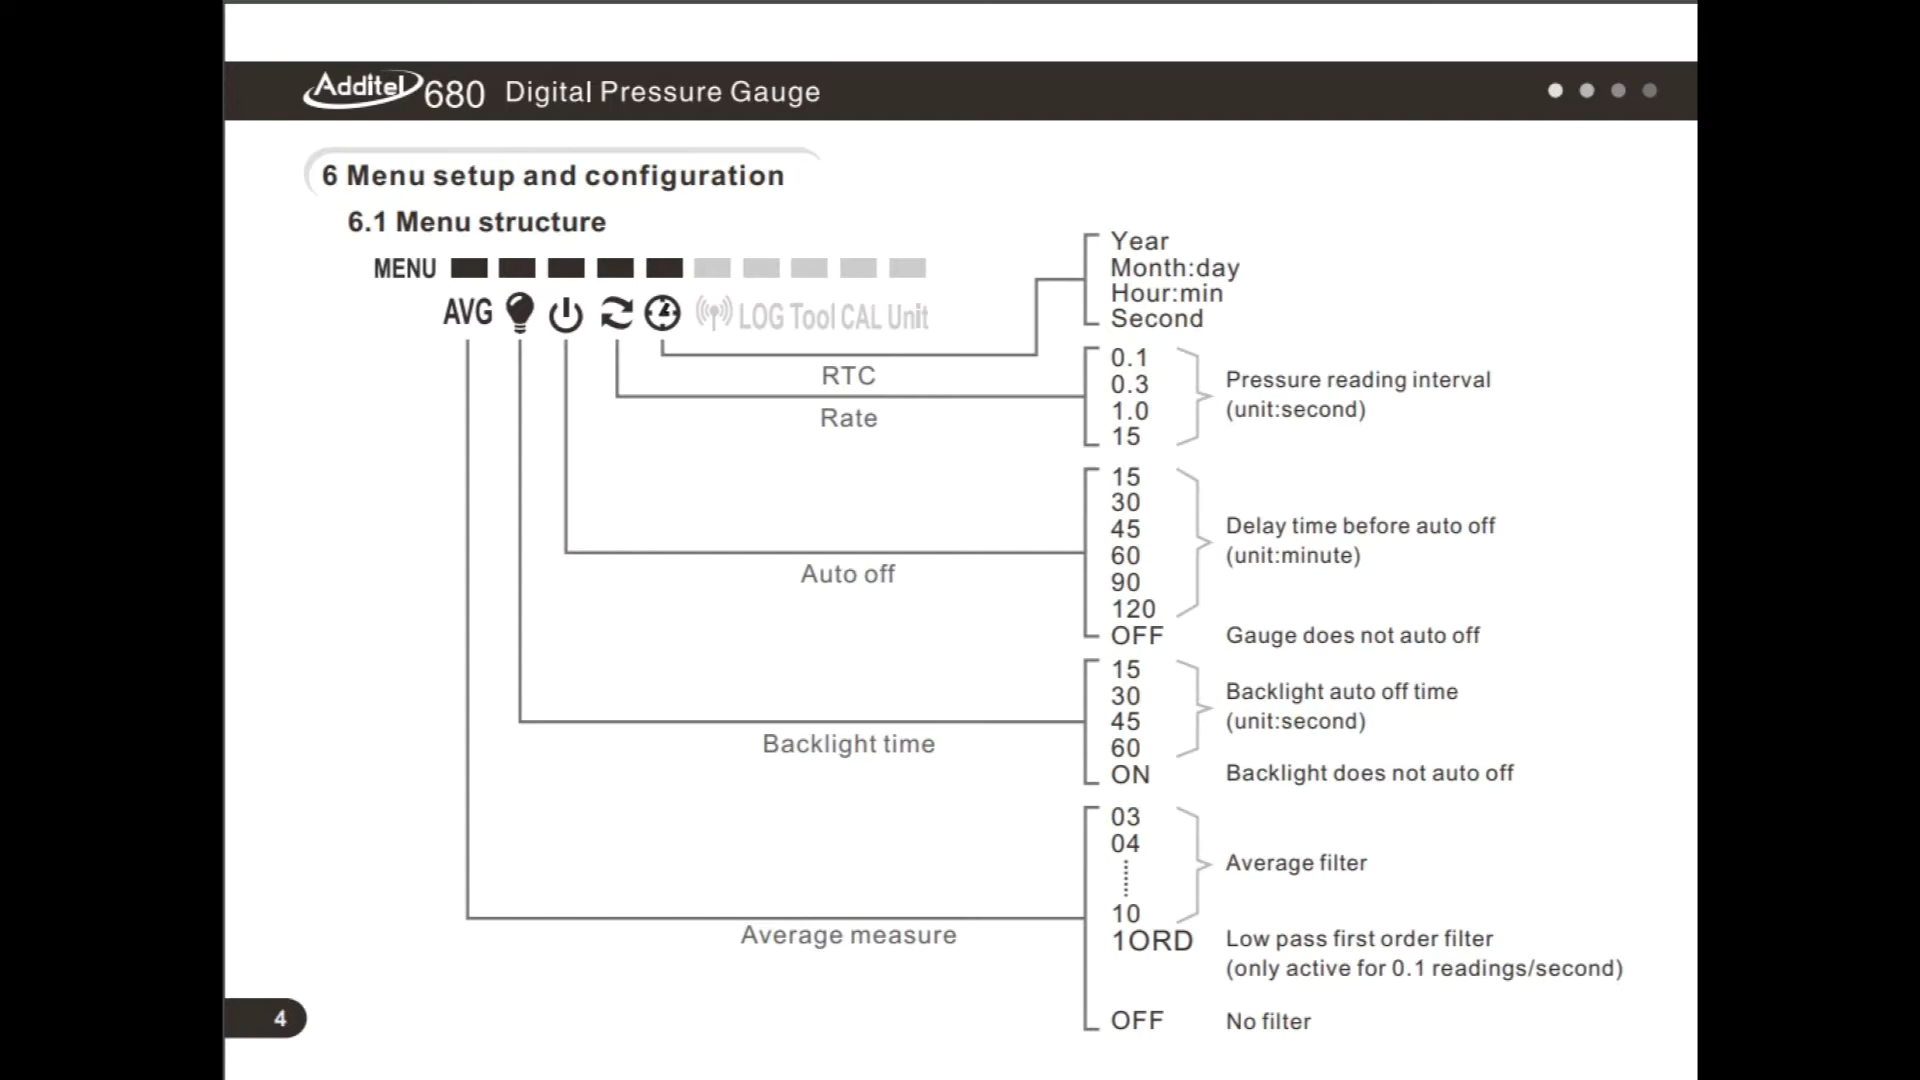 Additel 680 Digital Pressure Gauge
6 Menu setup and configuration
6.1 Menu structure
MENU
AVG LOG Tool CAL Unit
Year
Month:day
Hour:min
Second
RTC
0.1
0.3
1.0
15
Pressure reading interval
(unit:second)
Rate
15
30
45
60
90
120
Delay time before auto off
(unit:minute)
OFF Gauge does not auto off
Auto off
15
30
45
60
Backlight auto off time
(unit:second)
ON Backlight does not auto off
Backlight time
03
04
10
Average filter
1ORD Low pass first order filter
(only active for 0.1 readings/second)
OFF No filter
Average measure
4